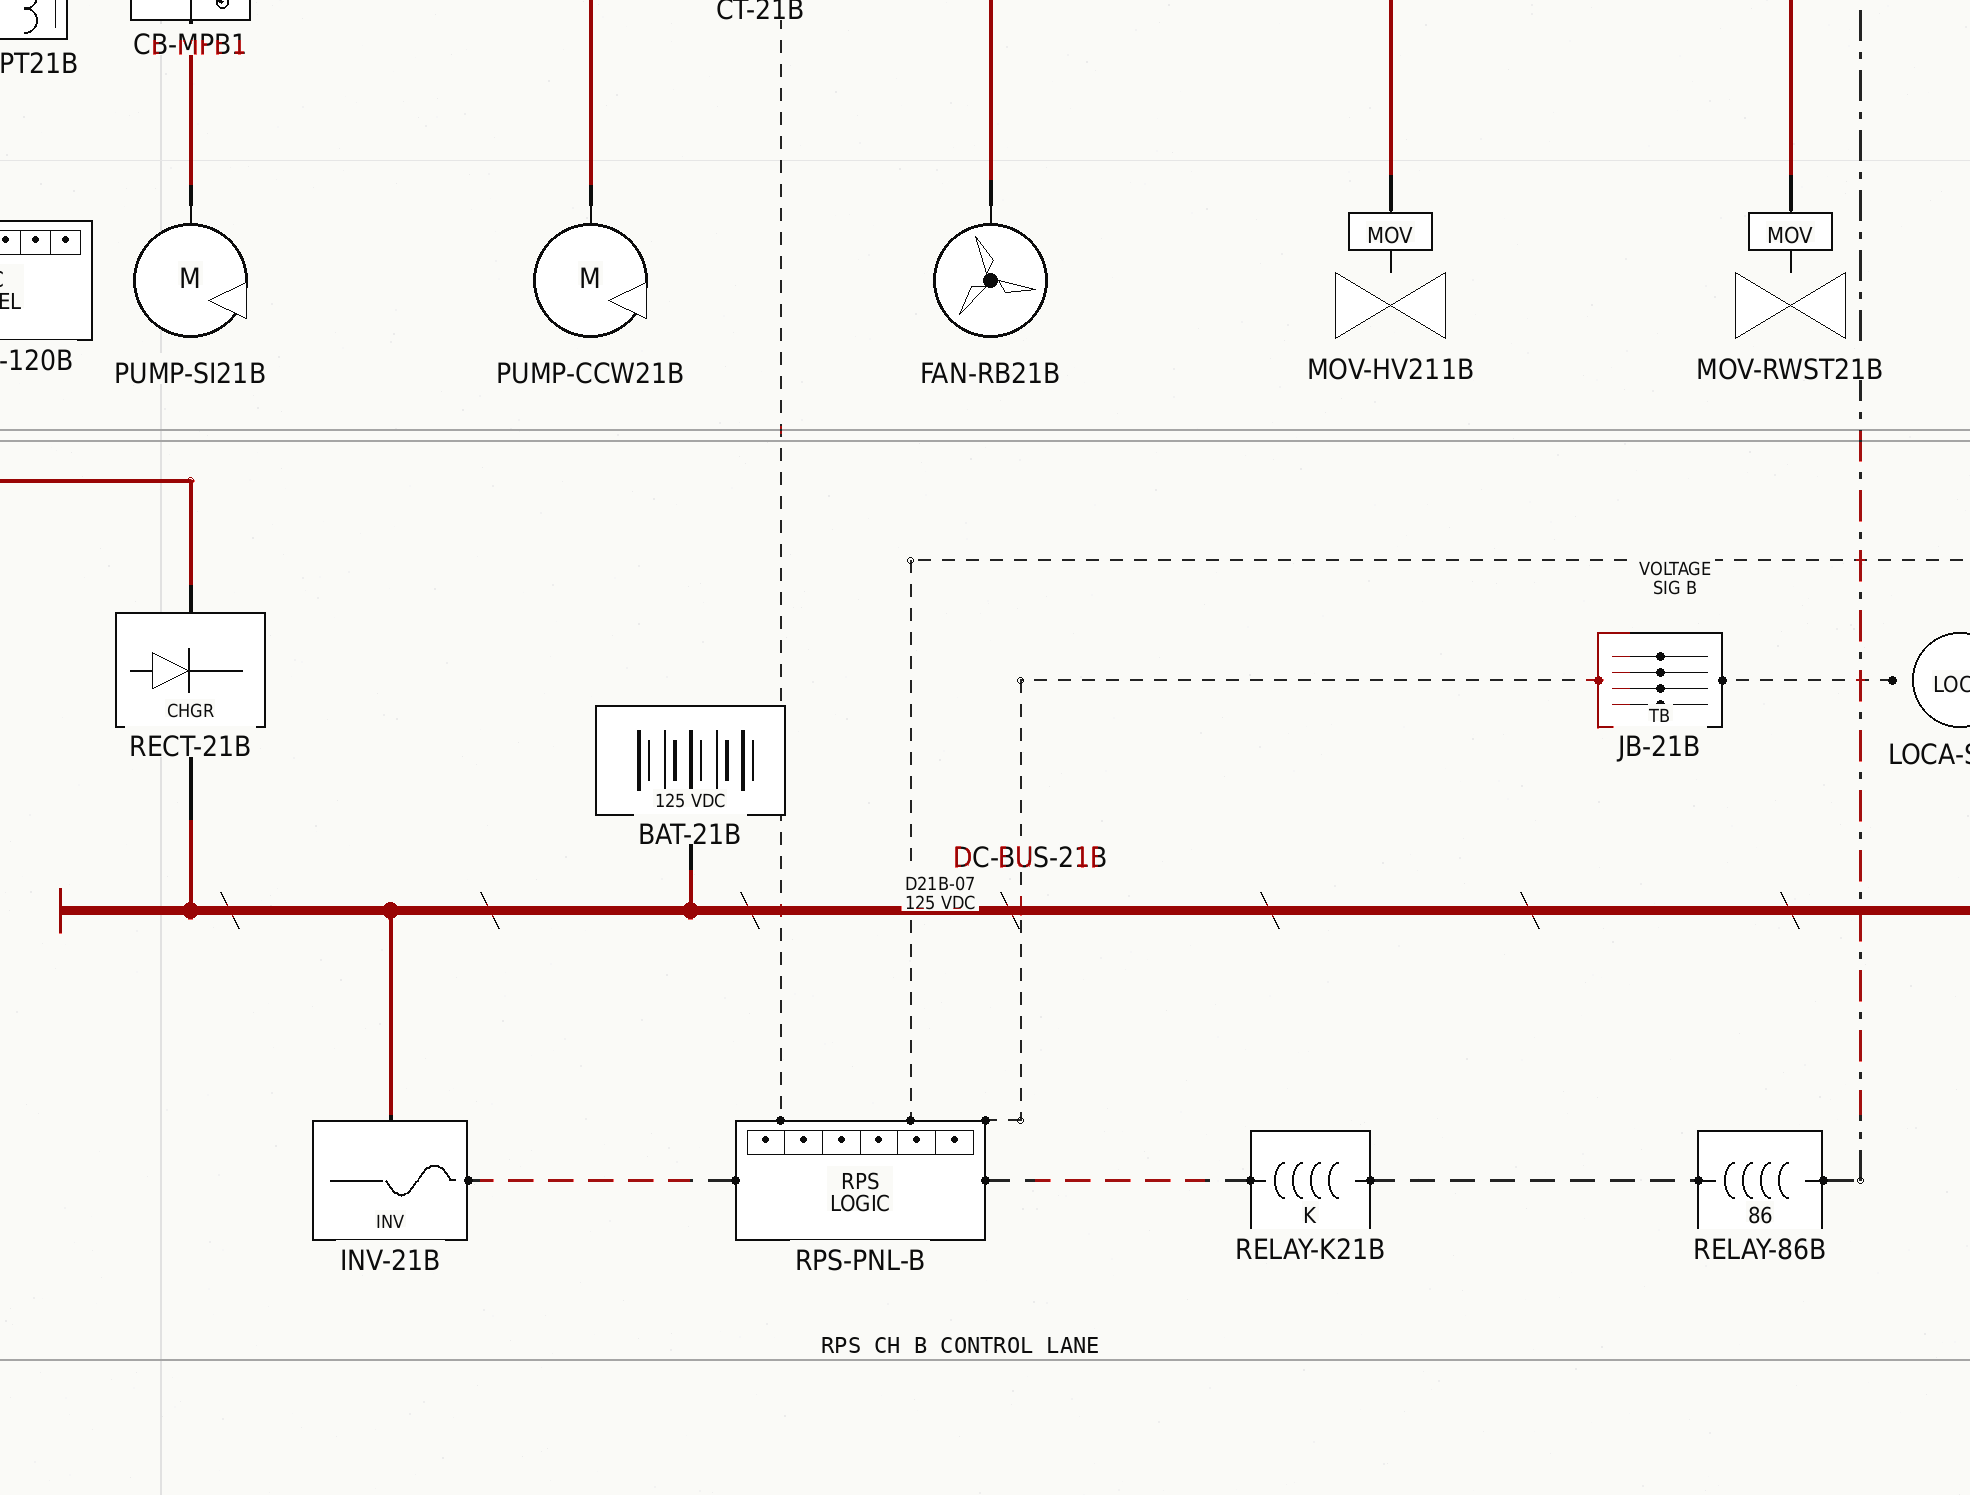 CT-21B
CB-MPB1
PT21B
MOV
MOV
M
M
EL
-120B
PUMP-SI21B
PUMP-CCW21B
FAN-RB21B
MOV-HV211B
MOV-RWST21B
VOLTAGE
SIG B
CHGR
RECT-21B
TB
JB-21B
LOC
LOCA-S
125 VDC
BAT-21B
DC-BUS-21B
D21B-07
125 VDC
INV
INV-21B
RPS
LOGIC
RPS-PNL-B
K
RELAY-K21B
86
RELAY-86B
RPS CH B CONTROL LANE